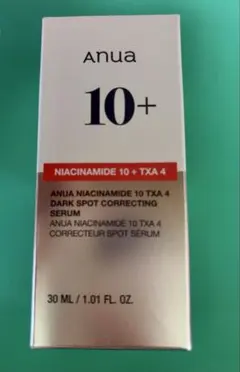 Anua
10+
NIACINAMIDE 10 + TXA 4
ANUA NIACINAMIDE 10 TXA 4
DARK SPOT CORRECTING
SERUM
ANUA NIACINAMIDE 10 TXA 4
CORRECTEUR SPOT SERUM
30 ML / 1.01 FL. OZ.